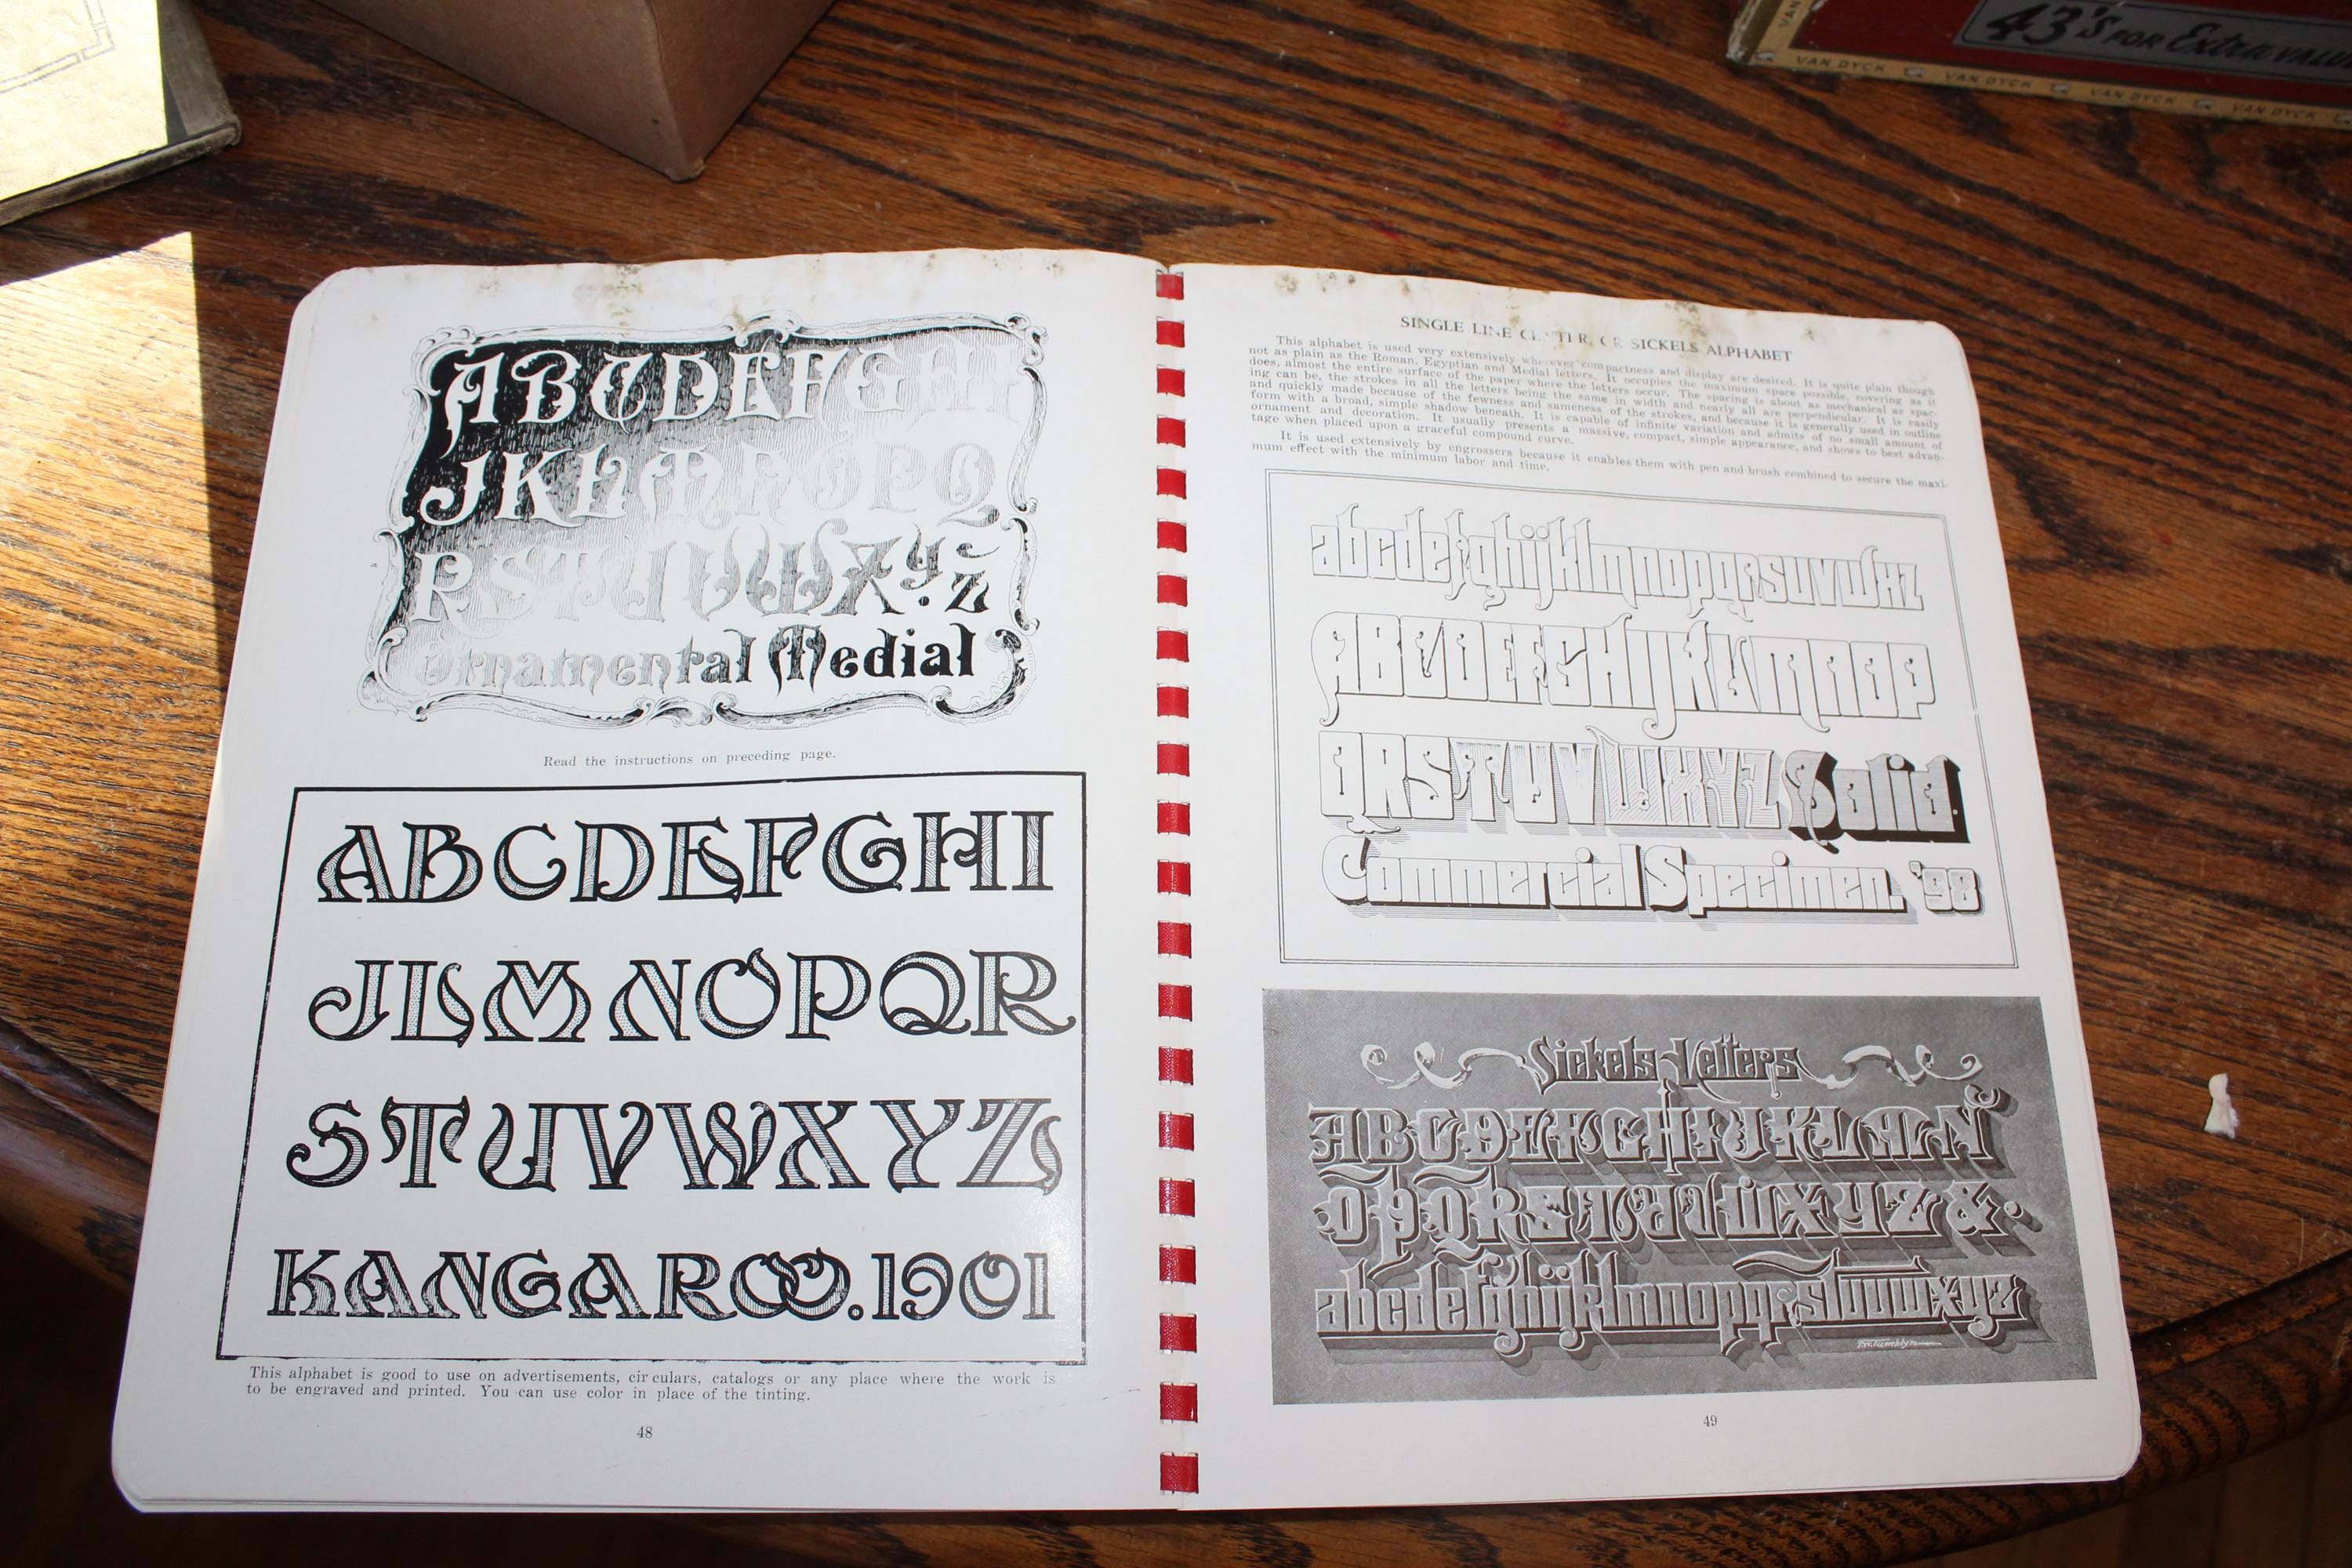 43's FOR Extra VALUE
VAN DYCK VAN DYCK VAN DYCK VAN DYCK
ABCDEFGHI
JKLMNOPQ
RSTUVWXY
.Z
Ornamental Medial
Read the instructions on preceding page.
ABCDEFGHI
JLMNOPQR
STUVWXYZ
KANGAROO.1901
This alphabet is good to use on advertisements, cir culars, catalogs or any place where the work is
to be engraved and printed. You can use color in place of the tinting.
48
SINGLE LINE OR SICKELS ALPHABET
This alphabet is used very extensively wherever compactness and display are desired. It is quite plain though
not as plain as the Roman, Egyptian and Medial letters. It occupies the maximum space possible, covering as it
does, almost the entire surface of the paper where the letters occur. The spacing is about as mechanical as spac-
ing can be, the strokes in all the letters being the same in width and nearly all are perpendicular. It is easily
and quickly made because of the fewness and sameness of the strokes, and because it is generally used in outline
form with a broad, simple shadow beneath. It is capable of infinite variation and admits of no small amount of
ornament and decoration. It usually presents a massive, compact, simple appearance, and shows to best advan-
tage when placed upon a graceful compound curve.
It is used extensively by engrossers because it enables them with pen and brush combined to secure the maxi-
mum effect with the minimum labor and time.
abcdefghijklmnopqrsuvwxz
ABCDEFGHIJKLMNOP
QRSTUVWXYZ Solid
Commercial Specimen. '98
Sickels Letters
ABCDEFGHIJKLMN
OPQRSTUVWXYZ&.
abcdefghijklmnopqrstuvwxyz
49